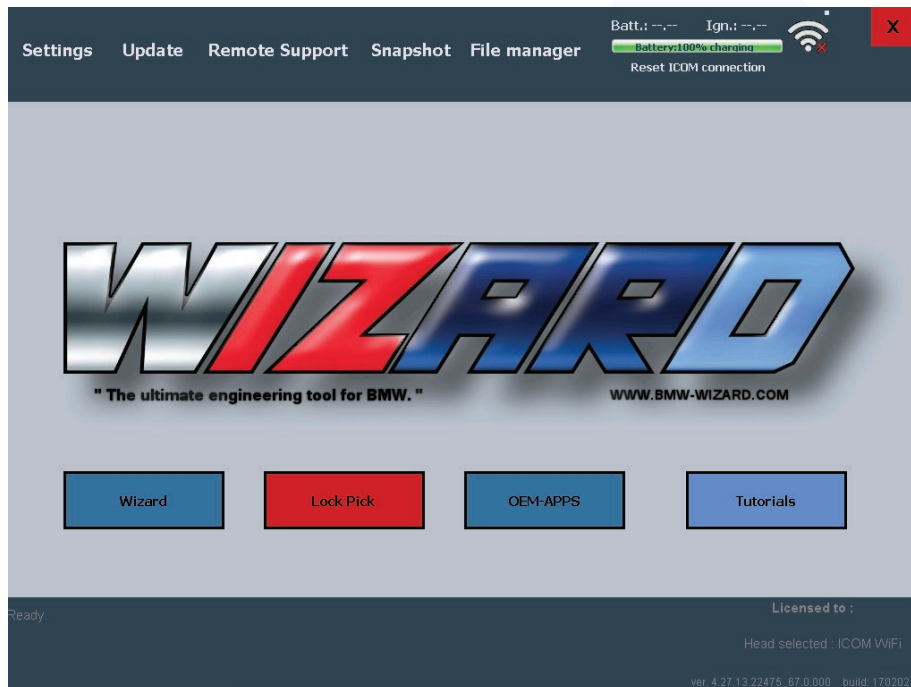 Batt.: --,-- Ign.: --,--
X
Settings Update Remote Support Snapshot File manager
Battery:100% charging
Reset ICOM connection
WIZARD
" The ultimate engineering tool for BMW. "
WWW.BMW-WIZARD.COM
Wizard
Lock Pick
OEM-APPS
Tutorials
Ready.
Licensed to :
Head selected : ICOM WiFi
ver. 4.27.13.22475_67.0.000 build: 170202